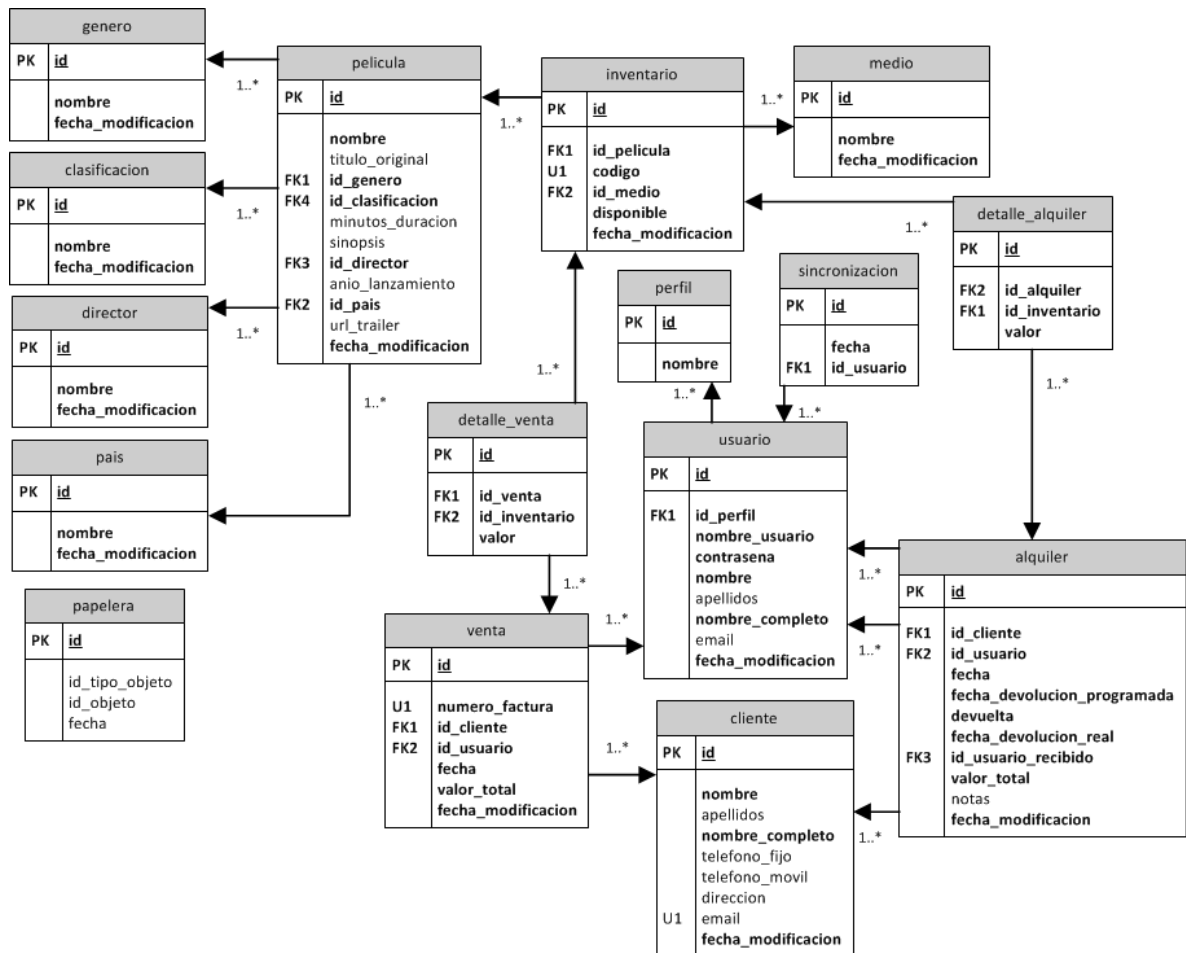 genero
PK id
nombre
fecha_modificacion
1..*
clasificacion
PK id
nombre
fecha_modificacion
1..*
director
PK id
nombre
fecha_modificacion
1..*
pais
PK id
nombre
fecha_modificacion
1..*
papelera
PK id
id_tipo_objeto
id_objeto
fecha
pelicula
PK id
nombre
titulo_original
FK1 id_genero
FK4 id_clasificacion
minutos_duracion
sinopsis
FK3 id_director
anio_lanzamiento
FK2 id_pais
url_trailer
fecha_modificacion
1..*
inventario
PK id
FK1 id_pelicula
U1 codigo
FK2 id_medio
disponible
fecha_modificacion
1..*
medio
PK id
nombre
fecha_modificacion
1..*
detalle_alquiler
PK id
FK2 id_alquiler
FK1 id_inventario
valor
1..*
perfil
PK id
nombre
1..*
sincronizacion
PK id
fecha
FK1 id_usuario
1..*
1..*
detalle_venta
PK id
FK1 id_venta
FK2 id_inventario
valor
1..*
usuario
PK id
FK1 id_perfil
nombre_usuario
contrasena
nombre
apellidos
nombre_completo
email
fecha_modificacion
1..*
1..*
1..*
alquiler
PK id
FK1 id_cliente
FK2 id_usuario
fecha
fecha_devolucion_programada
devuelta
fecha_devolucion_real
FK3 id_usuario_recibido
valor_total
notas
fecha_modificacion
1..*
venta
PK id
U1 numero_factura
FK1 id_cliente
FK2 id_usuario
fecha
valor_total
fecha_modificacion
1..*
cliente
PK id
nombre
apellidos
nombre_completo
telefono_fijo
telefono_movil
direccion
U1 email
fecha_modificacion
1..*